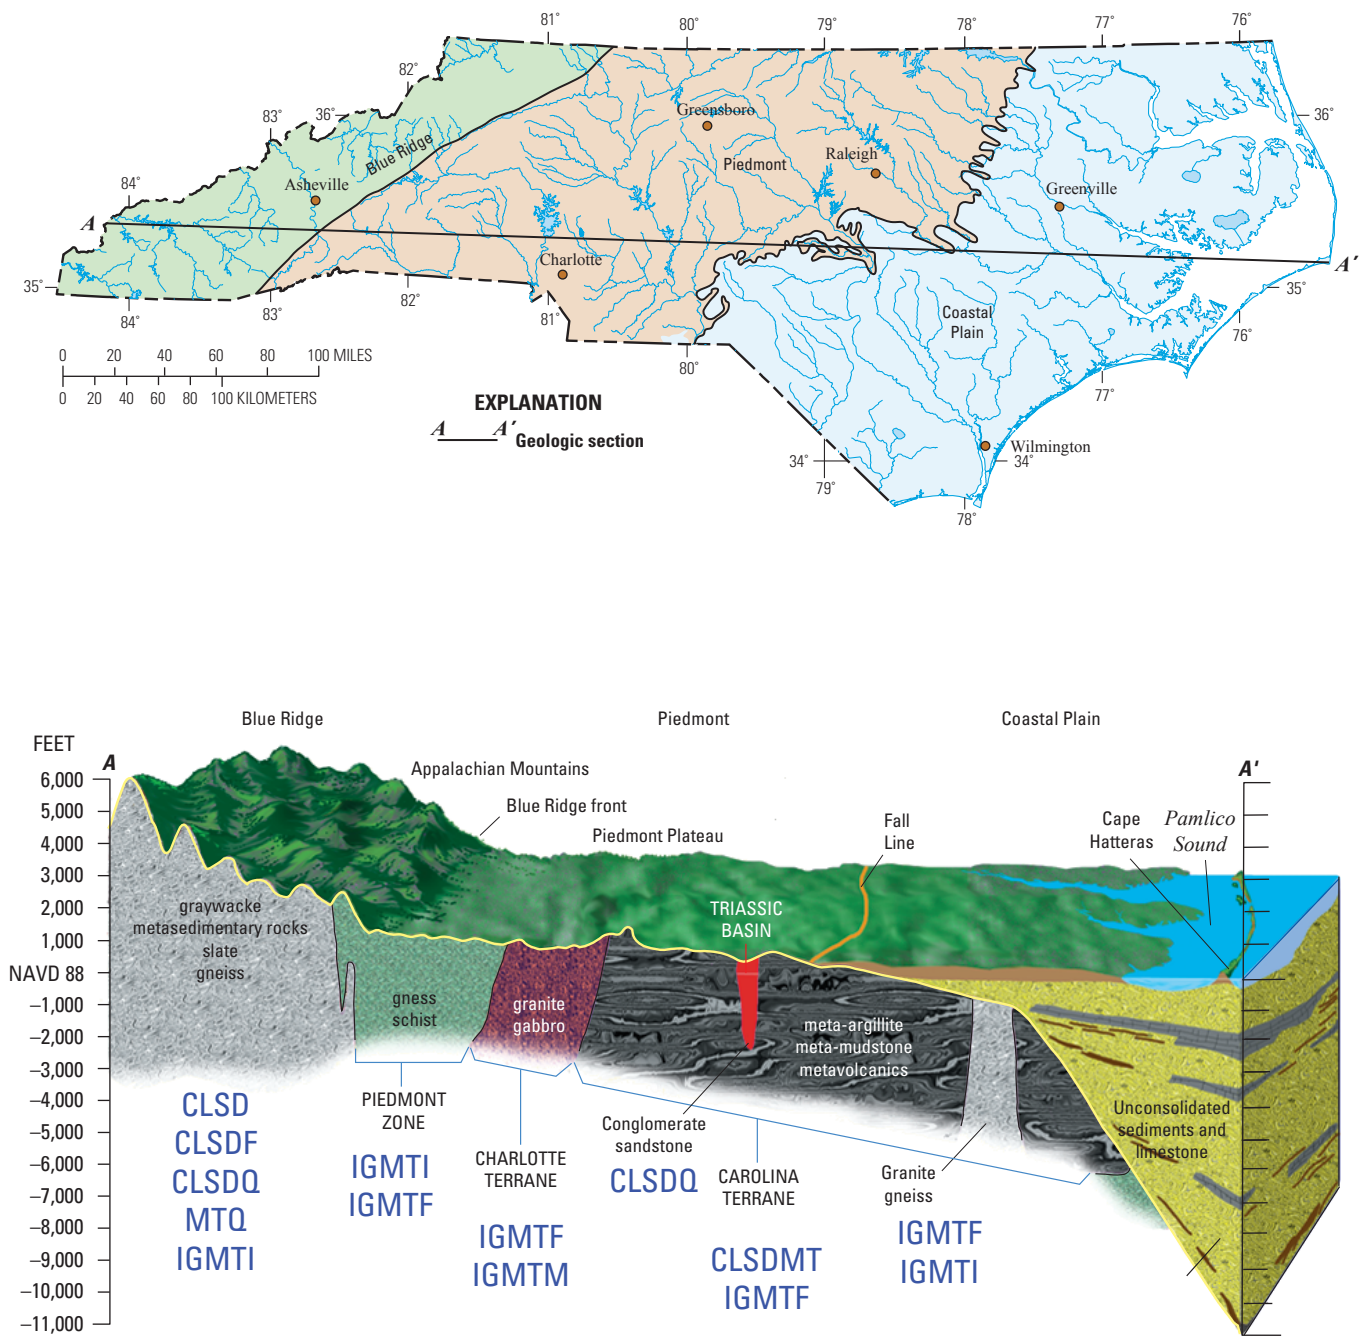 81°
80°
79°
78°
77°
76°
82°
83°
36°
36°
Greensboro
Blue Ridge
Piedmont
Raleigh
84°
Asheville
Greenville
A
A′
Charlotte
35°
35°
84°
83°
82°
81°
80°
Coastal
Plain
76°
77°
0 20 40 60 80 100 MILES
0 20 40 60 80 100 KILOMETERS
EXPLANATION
A A′ Geologic section
Wilmington
34°
34°
79°
78°
Blue Ridge
Piedmont
Coastal Plain
FEET
A
A′
Appalachian Mountains
Blue Ridge front
Piedmont Plateau
Fall
Line
Cape
Hatteras
Pamlico
Sound
6,000
5,000
4,000
3,000
2,000
1,000
NAVD 88
–1,000
–2,000
–3,000
–4,000
–5,000
–6,000
–7,000
–8,000
–9,000
–10,000
–11,000
graywacke
metasedimentary rocks
slate
gneiss
TRIASSIC
BASIN
gness
schist
granite
gabbro
meta-argillite
meta-mudstone
metavolcanics
Unconsolidated
sediments and
limestone
PIEDMONT
ZONE
CHARLOTTE
TERRANE
Conglomerate
sandstone
CAROLINA
TERRANE
Granite
gneiss
CLSD
CLSDF
CLSDQ
MTQ
IGMTI
IGMTI
IGMTF
IGMTF
IGMTM
CLSDQ
CLSDMT
IGMTF
IGMTF
IGMTI